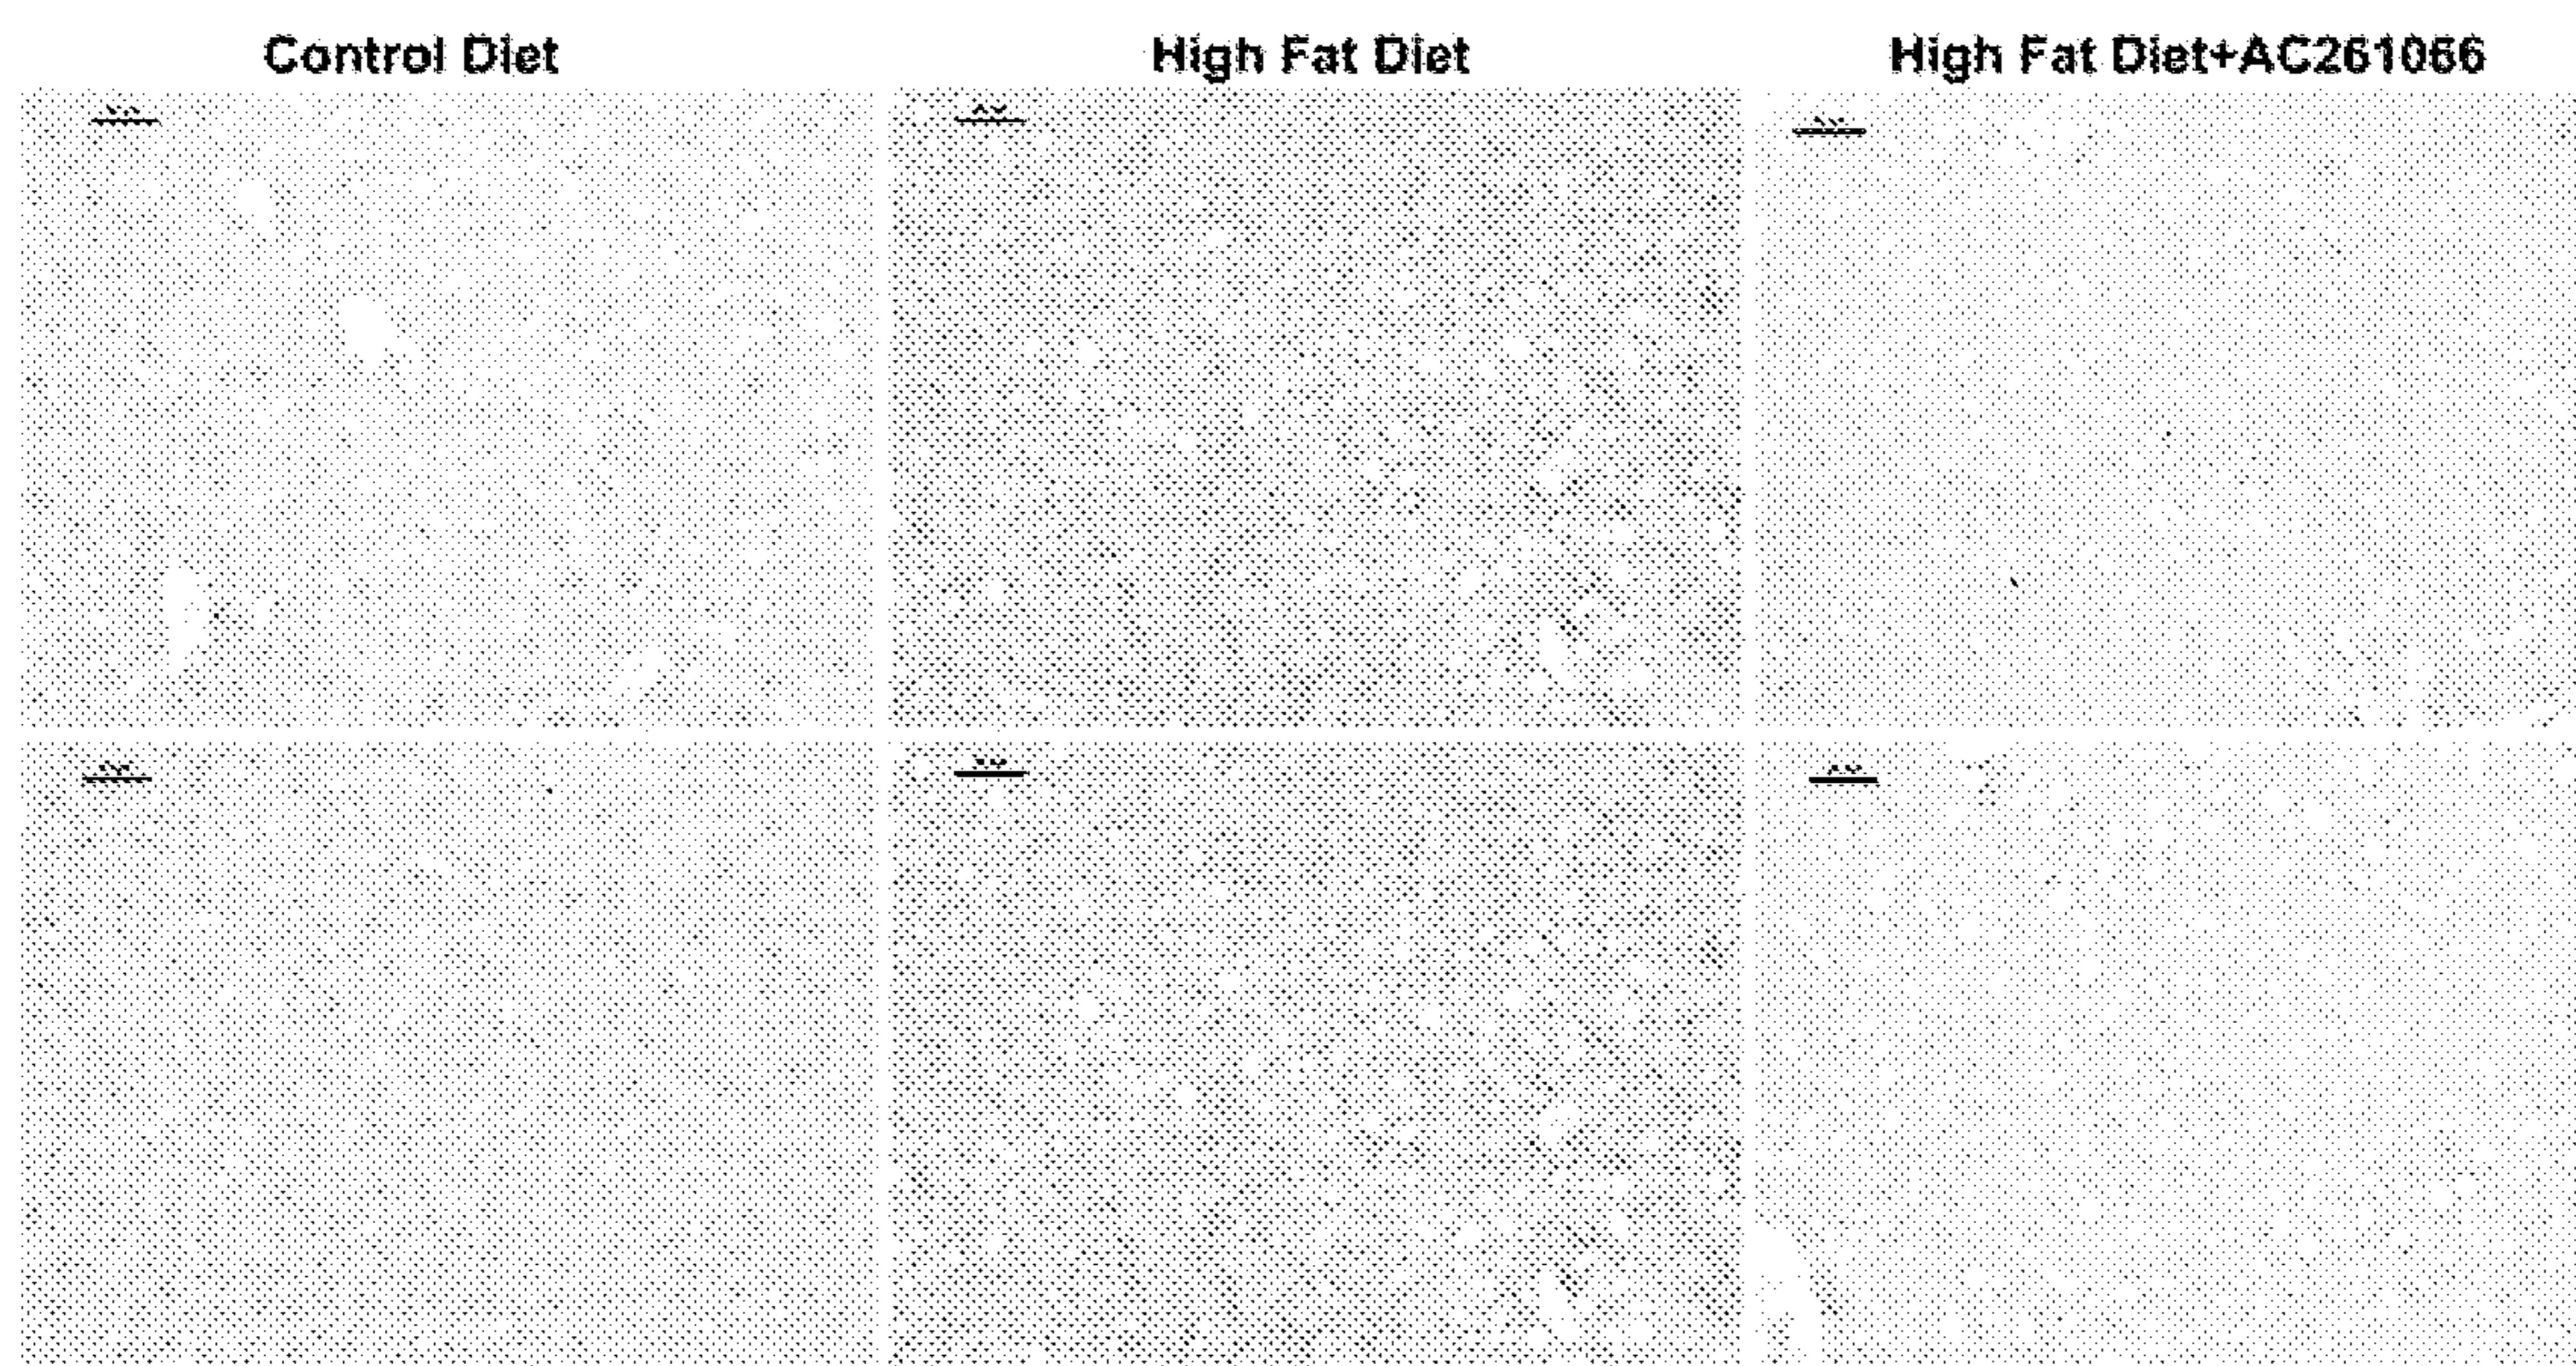 Control Diet
High Fat Diet
High Fat Diet+AC261066